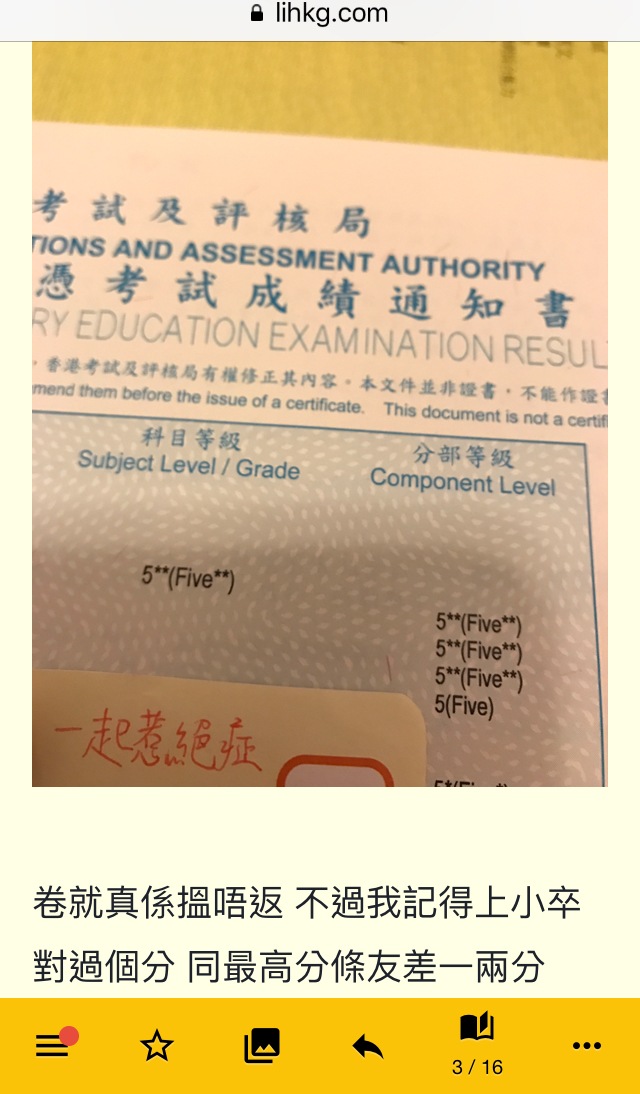 lihkg.com
考試及評核局
TIONS AND ASSESSMENT AUTHORITY
憑考試成績通知書
RY EDUCATION EXAMINATION RESUL
，香港考試及評核局有權修正其內容。本文件並非證書，不能作證書
mend them before the issue of a certificate. This document is not a certif
科目等級
Subject Level / Grade
分部等級
Component Level
5**(Five**)
5**(Five**)
5**(Five**)
5**(Five**)
5(Five)
一起惹絕症
卷就真係搵唔返 不過我記得上小卒
對過個分 同最高分條友差一兩分
3 / 16